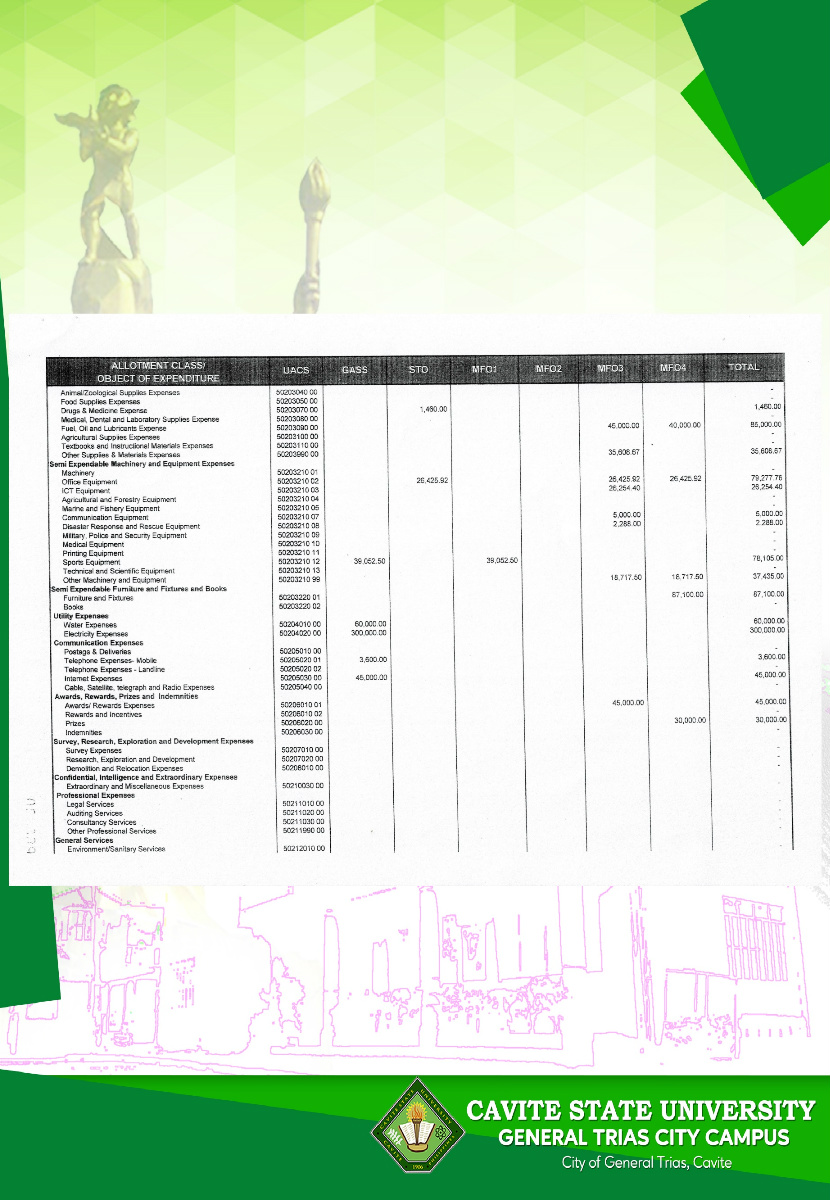 ALLOTMENT CLASS/ OBJECT OF EXPENDITURE UACS GASS STO MFO1 MFO2 MFO3 MFO4 TOTAL
Animal/Zoological Supplies Expenses 50203040 00 -
Food Supplies Expenses 50203050 00 -
Drugs & Medicine Expense 50203070 00 1,460.00 1,460.00
Medical, Dental and Laboratory Supplies Expense 50203080 00 -
Fuel, Oil and Lubricants Expense 50203090 00 45,000.00 40,000.00 85,000.00
Agricultural Supplies Expenses 50203100 00 -
Textbooks and Instructional Materials Expenses 50203110 00 -
Other Supplies & Materials Expenses 50203990 00 35,608.67 35,608.67
Semi Expendable Machinery and Equipment Expenses
Machinery 50203210 01 -
Office Equipment 50203210 02 26,425.92 26,425.92 26,425.92 79,277.76
ICT Equipment 50203210 03 26,254.40 26,254.40
Agricultural and Forestry Equipment 50203210 04 -
Marine and Fishery Equipment 50203210 05 -
Communication Equipment 50203210 07 5,000.00 5,000.00
Disaster Response and Rescue Equipment 50203210 08 2,288.00 2,288.00
Military, Police and Security Equipment 50203210 09 -
Medical Equipment 50203210 10 -
Printing Equipment 50203210 11 -
Sports Equipment 50203210 12 39,052.50 39,052.50 78,105.00
Technical and Scientific Equipment 50203210 13 -
Other Machinery and Equipment 50203210 99 18,717.50 18,717.50 37,435.00
Semi Expendable Furniture and Fixtures and Books
Furniture and Fixtures 50203220 01 87,100.00 87,100.00
Books 50203220 02 -
Utility Expenses
Water Expenses 50204010 00 60,000.00 60,000.00
Electricity Expenses 50204020 00 300,000.00 300,000.00
Communication Expenses
Postage & Deliveries 50205010 00 -
Telephone Expenses- Mobile 50205020 01 3,600.00 3,600.00
Telephone Expenses - Landline 50205020 02 -
Internet Expenses 50205030 00 45,000.00 45,000.00
Cable, Satellite, telegraph and Radio Expenses 50205040 00 -
Awards, Rewards, Prizes and Indemnities
Awards/ Rewards Expenses 50206010 01 45,000.00 45,000.00
Rewards and Incentives 50206010 02 -
Prizes 50206020 00 30,000.00 30,000.00
Indemnities 50206030 00 -
Survey, Research, Exploration and Development Expenses
Survey Expenses 50207010 00 -
Research, Exploration and Development 50207020 00 -
Demolition and Relocation Expenses 50208010 00 -
Confidential, Intelligence and Extraordinary Expenses
Extraordinary and Miscellaneous Expenses 50210030 00 -
Professional Expenses
Legal Services 50211010 00 -
Auditing Services 50211020 00 -
Consultancy Services 50211030 00 -
Other Professional Services 50211990 00 -
General Services
Environment/Sanitary Services 50212010 00 -
CAVITE STATE UNIVERSITY
GENERAL TRIAS CITY CAMPUS
City of General Trias, Cavite
1906